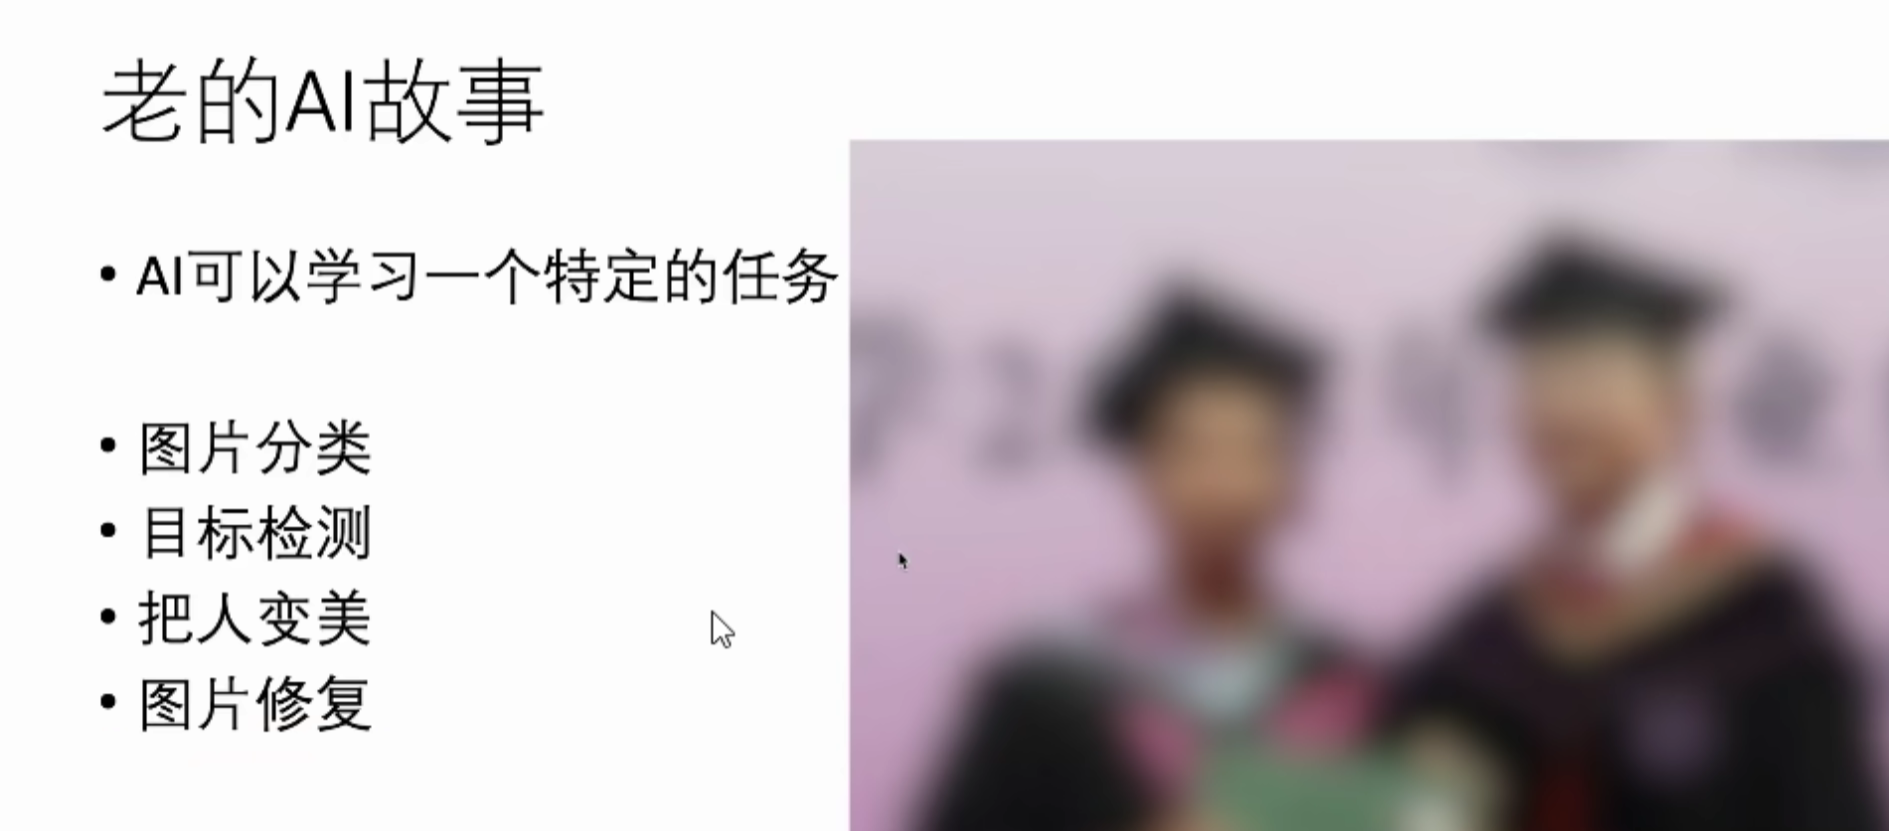 老的AI故事
• AI可以学习一个特定的任务
• 图片分类
• 目标检测
• 把人变美
• 图片修复